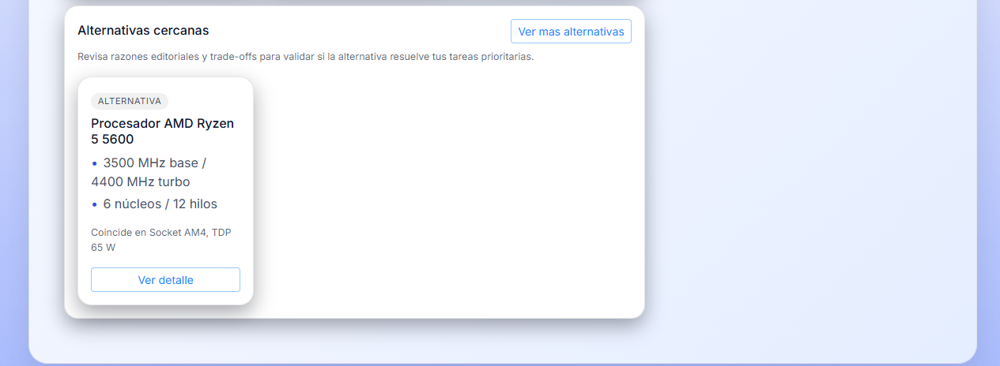 Alternativas cercanas
Ver mas alternativas
Revisa razones editoriales y trade-offs para validar si la alternativa resuelve tus tareas prioritarias.
ALTERNATIVA
Procesador AMD Ryzen
5 5600
• 3500 MHz base /
4400 MHz turbo
• 6 núcleos / 12 hilos
Coincide en Socket AM4, TDP
65 W
Ver detalle